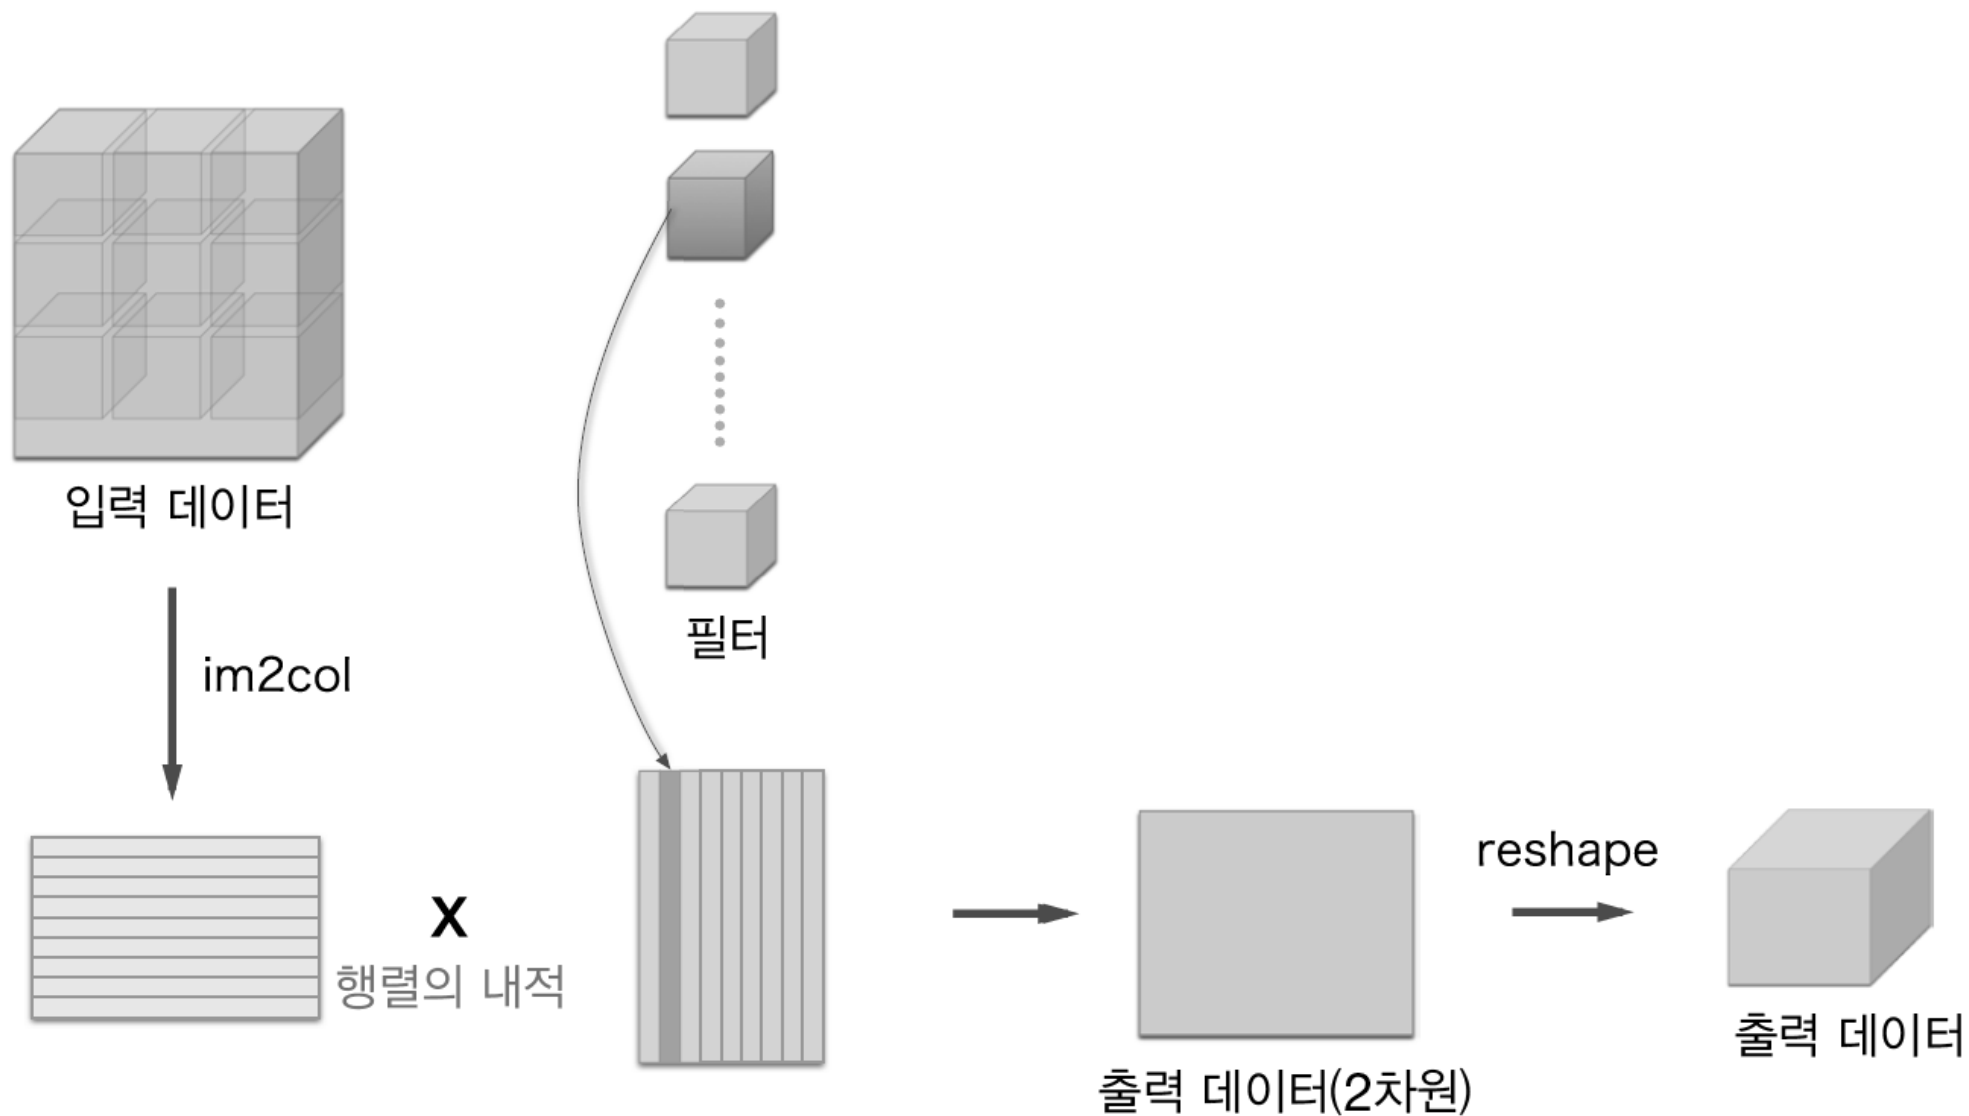 입력 데이터
im2col
필터
X
행렬의 내적
출력 데이터(2차원)
reshape
출력 데이터